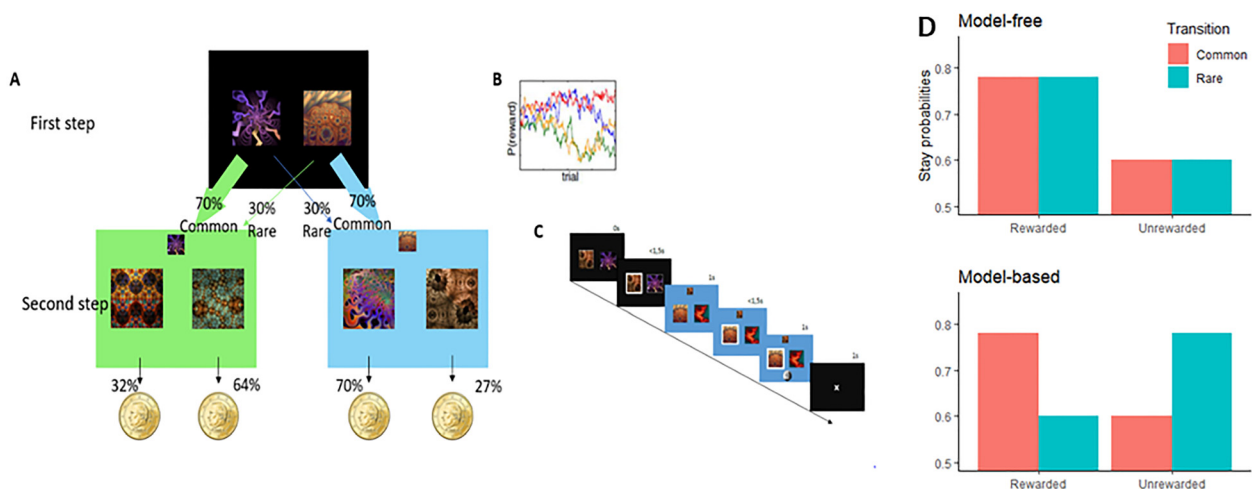 A
First step
70%
Common
30%
Rare
30%
Rare
70%
Common
Second step
32%
64%
70%
27%
B
P(reward)
trial
C
0s
<1,5s
1s
<1,5s
1s
1s
x
D
Model-free
Transition
Common
Rare
Stay probabilities
0.8
0.7
0.6
0.5
Rewarded
Unrewarded
Model-based
0.8
0.7
0.6
0.5
Rewarded
Unrewarded